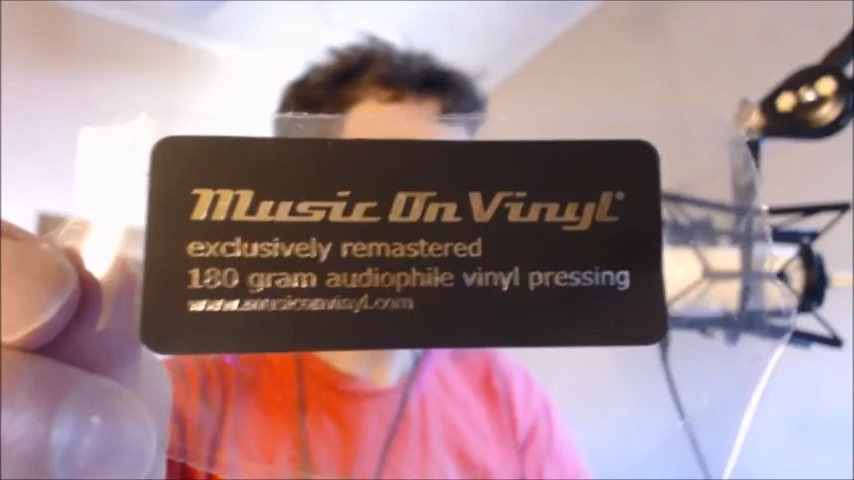 Music On Vinyl
exclusively remastered
180 gram audiophile vinyl pressing
www.musiconvinyl.com